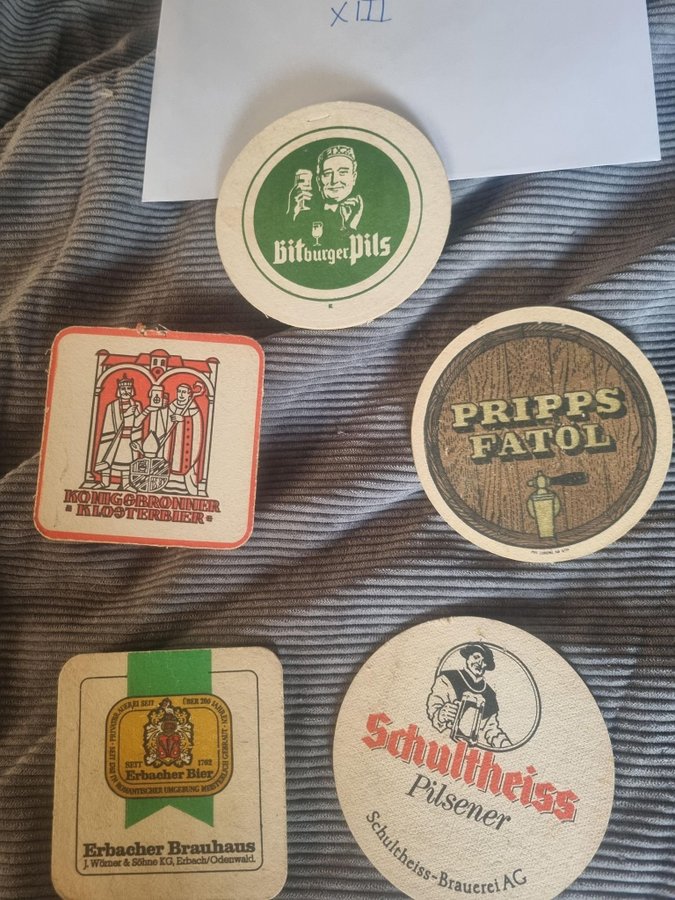 XIII
Bitburger Pils
KÖNIGSBRONNER
KLOSTERBIER
PRIPPS
FATÖL
SEIT 1762
Erbacher Bier
Erbacher Brauhaus
J. Wörner & Söhne KG, Erbach/Odenwald.
Schultheiss
Pilsener
Schultheiss-Brauerei AG